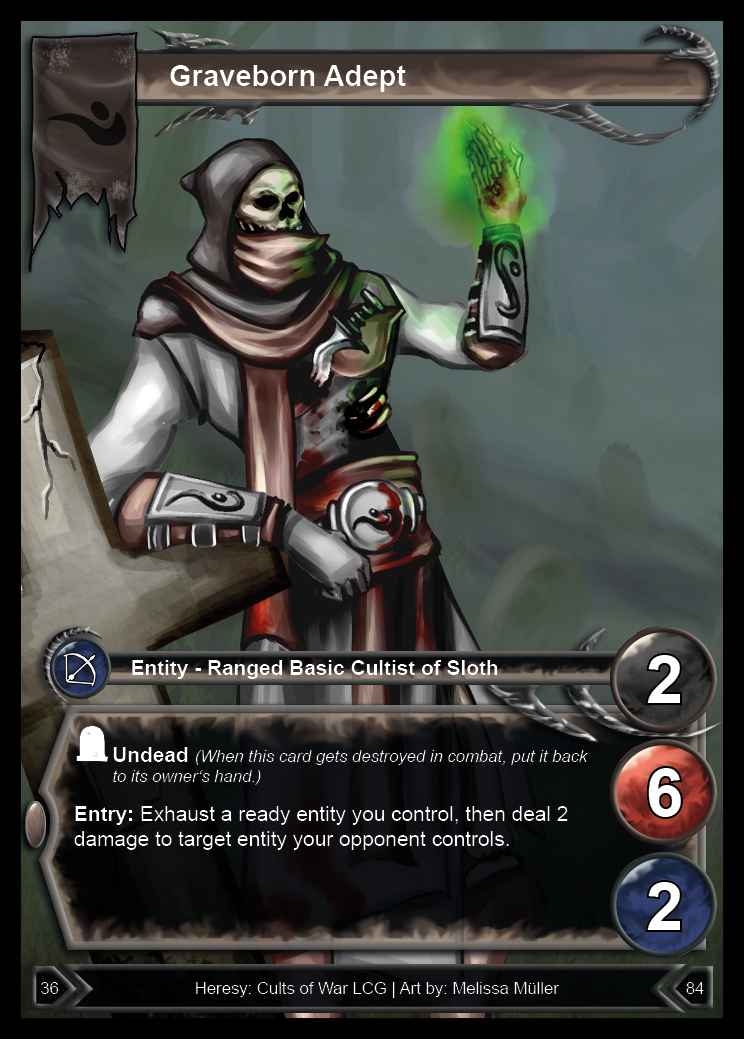 Graveborn Adept
Entity - Ranged Basic Cultist of Sloth
2
Undead (When this card gets destroyed in combat, put it back
to its owner's hand.)
6
Entry: Exhaust a ready entity you control, then deal 2
damage to target entity your opponent controls.
2
36
Heresy: Cults of War LCG | Art by: Melissa Müller
84